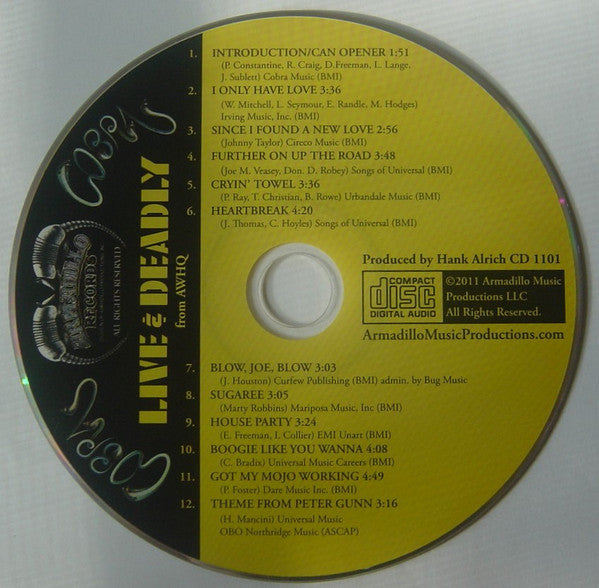 COBRAS
COBRAS
LIVE & DEADLY
from AWHQ
ARMADILLO
RECORDS
ALL RIGHTS RESERVED
1. INTRODUCTION/CAN OPENER 1:51
(P. Constantine, R. Craig, D.Freeman, L. Lange,
J. Sublett) Cobra Music (BMI)
2. I ONLY HAVE LOVE 3:36
(W. Mitchell, L. Seymour, E. Randle, M. Hodges)
Irving Music, Inc. (BMI)
3. SINCE I FOUND A NEW LOVE 2:56
(Johnny Taylor) Circco Music (BMI)
4. FURTHER ON UP THE ROAD 3:48
(Joe M. Veasey, Don. D. Robey) Songs of Universal (BMI)
5. CRYIN' TOWEL 3:36
(P. Ray, T. Christian, B. Rowe) Urbandale Music (BMI)
6. HEARTBREAK 4:20
(J. Thomas, C. Hoyles) Songs of Universal (BMI)
Produced by Hank Alrich CD 1101
COMPACT
disc
DIGITAL AUDIO
©2011 Armadillo Music
Productions LLC
All Rights Reserved.
ArmadilloMusicProductions.com
7. BLOW, JOE, BLOW 3:03
(J. Houston) Curfew Publishing (BMI) admin. by Bug Music
8. SUGAREE 3:05
(Marty Robbins) Mariposa Music, Inc (BMI)
9. HOUSE PARTY 3:24
(E. Freeman, I. Collier) EMI Unart (BMI)
10. BOOGIE LIKE YOU WANNA 4:08
(C. Bradix) Universal Music Careers (BMI)
11. GOT MY MOJO WORKING 4:49
(P. Foster) Dare Music Inc. (BMI)
12. THEME FROM PETER GUNN 3:16
(H. Mancini) Universal Music
OBO Northridge Music (ASCAP)